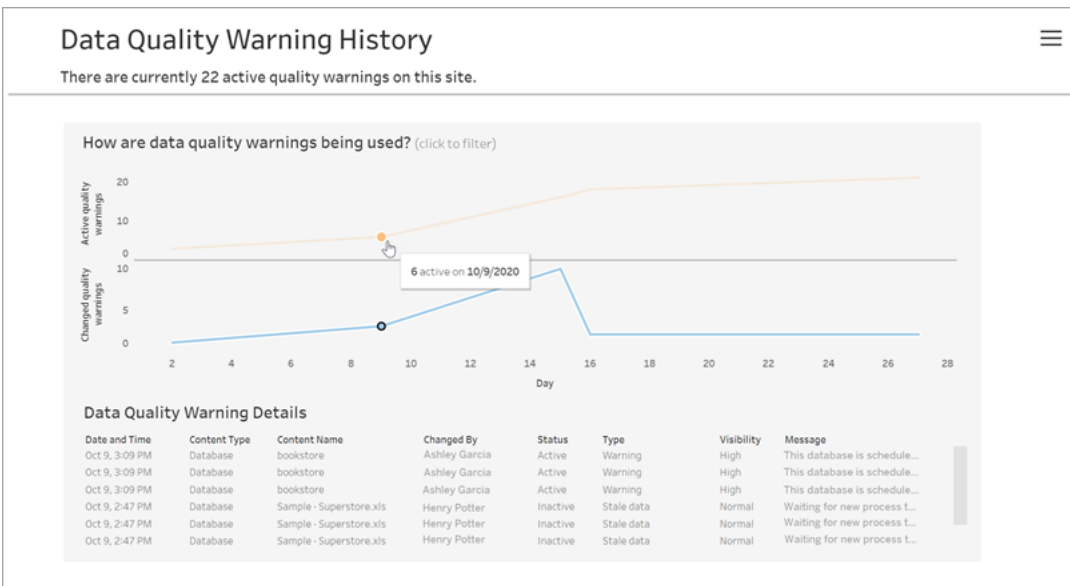 Data Quality Warning History
There are currently 22 active quality warnings on this site.
How are data quality warnings being used? (click to filter)
Active quality
warnings
20
10
0
6 active on 10/9/2020
Changed quality
warnings
10
5
0
2 4 6 8 10 12 14 16 18 20 22 24 26 28
Day
Data Quality Warning Details
Date and Time Content Type Content Name Changed By Status Type Visibility Message
Oct 9, 3:09 PM Database bookstore Ashley Garcia Active Warning High This database is schedule...
Oct 9, 3:09 PM Database bookstore Ashley Garcia Active Warning High This database is schedule...
Oct 9, 3:09 PM Database bookstore Ashley Garcia Active Warning High This database is schedule...
Oct 9, 2:47 PM Database Sample - Superstore.xls Henry Potter Inactive Stale data Normal Waiting for new process t...
Oct 9, 2:47 PM Database Sample - Superstore.xls Henry Potter Inactive Stale data Normal Waiting for new process t...
Oct 9, 2:47 PM Database Sample - Superstore.xls Henry Potter Inactive Stale data Normal Waiting for new process t...